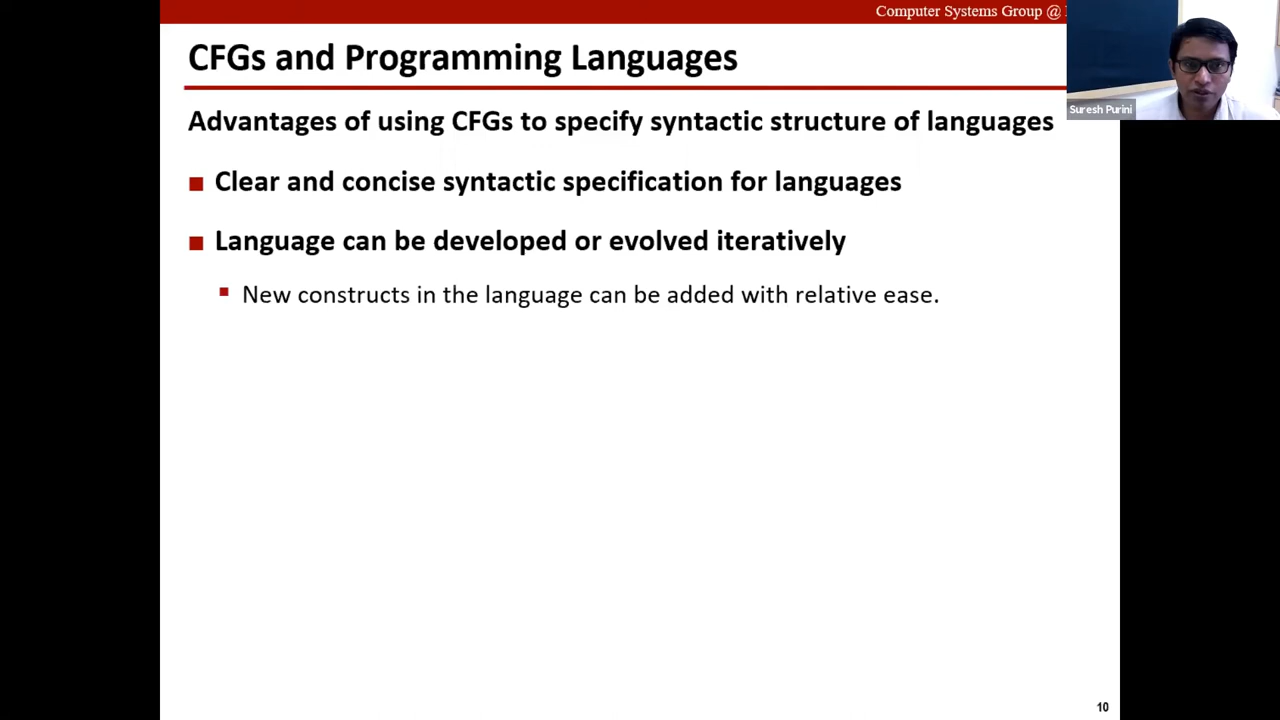 Computer Systems Group @
Suresh Purini
CFGs and Programming Languages
Advantages of using CFGs to specify syntactic structure of languages
Clear and concise syntactic specification for languages
Language can be developed or evolved iteratively
New constructs in the language can be added with relative ease.
10